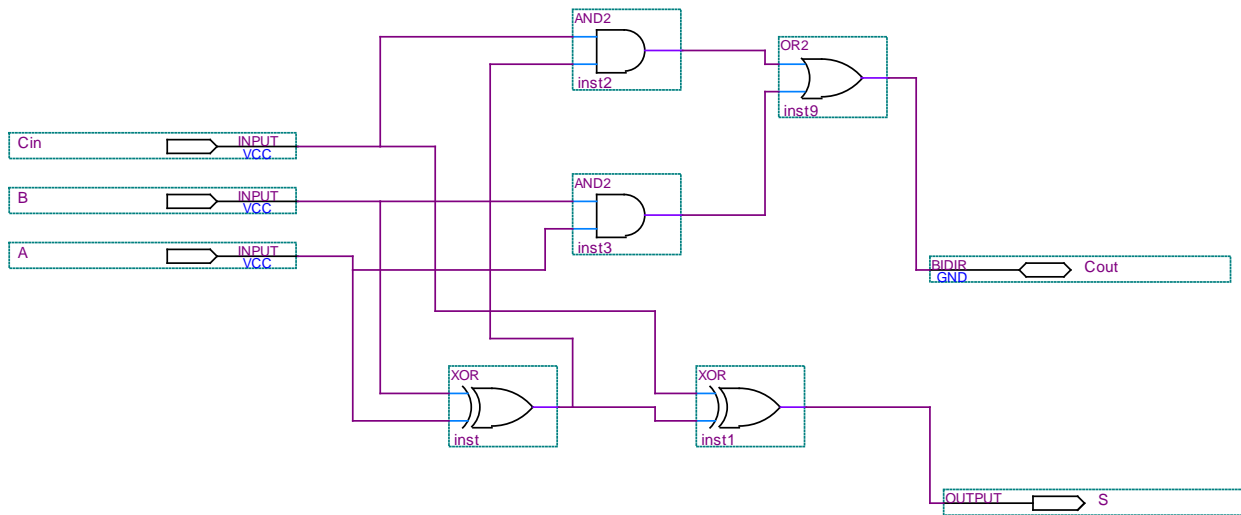 AND2
inst2
OR2
inst9
Cin
INPUT
VCC
B
INPUT
VCC
AND2
inst3
A
INPUT
VCC
BIDIR
GND
Cout
XOR
inst
XOR
inst1
OUTPUT
S